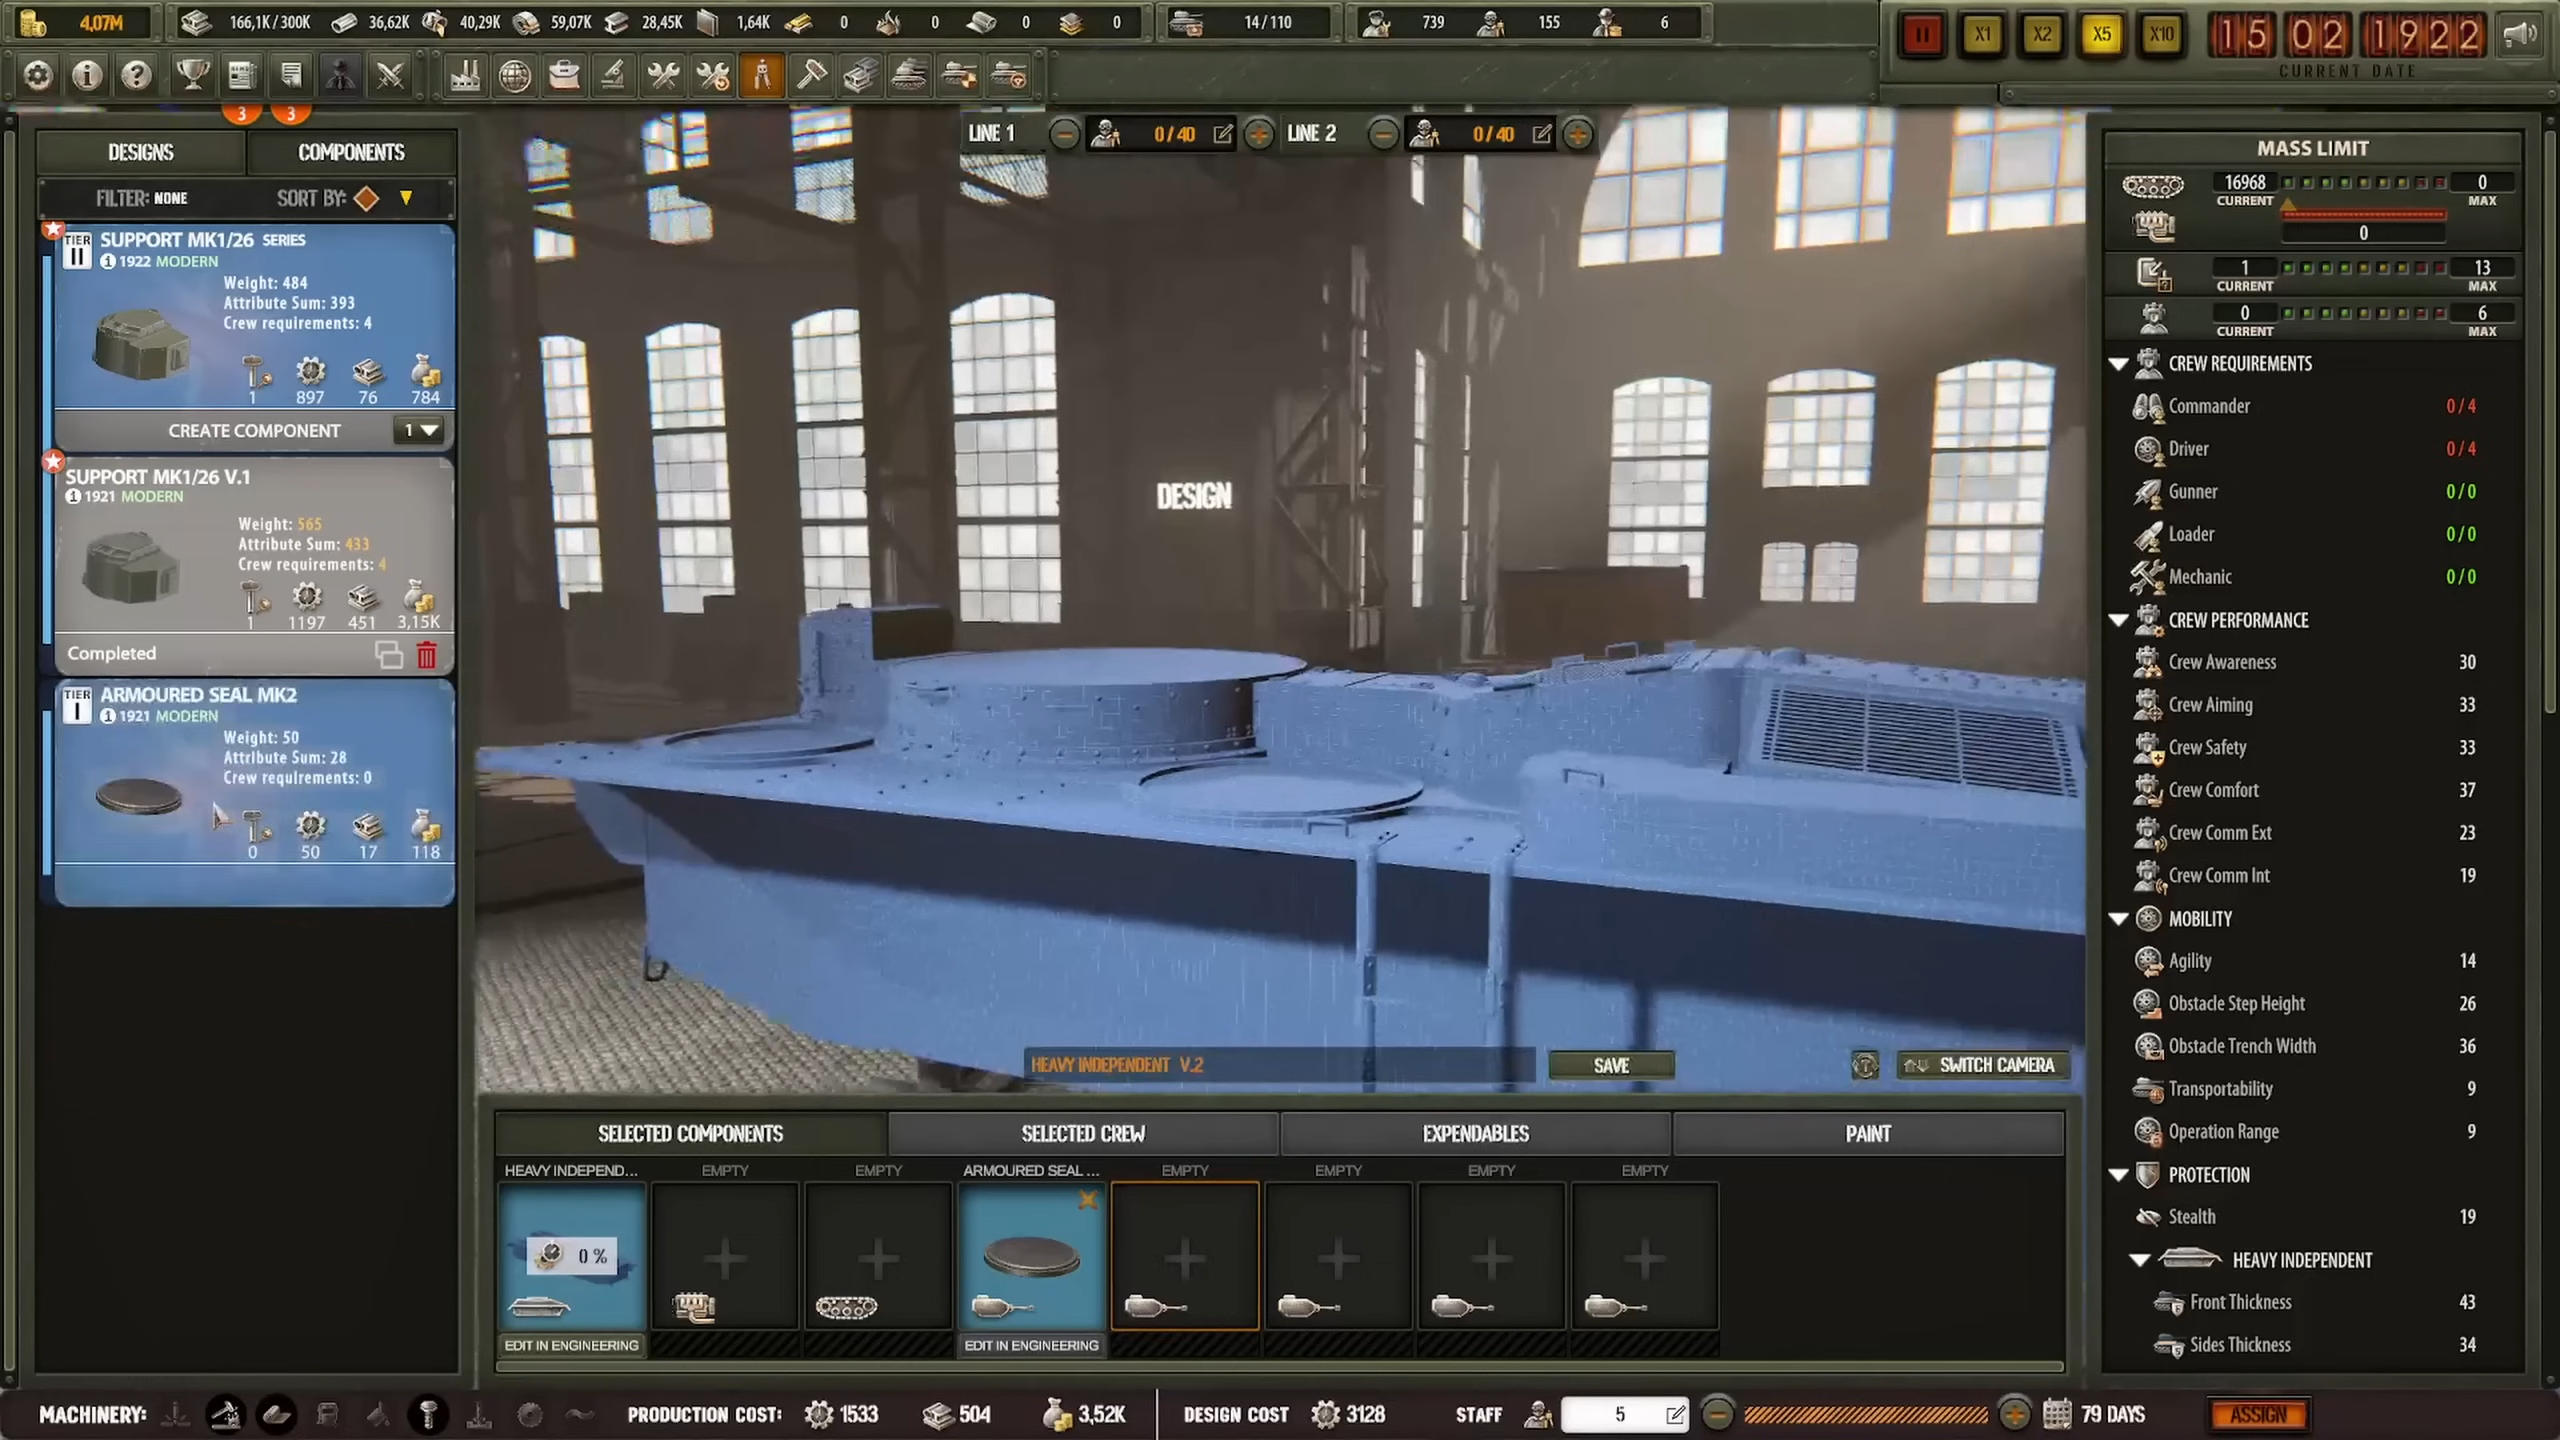 4,07M
166,1K/300K
36,62K
40,29K
59,07K
28,45K
1,64K
0
0
0
0
14/110
739
155
6
X1
X2
X5
X10
15 02 1922
CURRENT DATE
3
3
DESIGNS
COMPONENTS
FILTER: NONE
SORT BY:
TIER II
SUPPORT MK1/26 SERIES
1922 MODERN
Weight: 484
Attribute Sum: 393
Crew requirements: 4
1
897
76
784
CREATE COMPONENT
1
SUPPORT MK1/26 V.1
1921 MODERN
Weight: 565
Attribute Sum: 433
Crew requirements: 4
1
1197
451
3,15K
Completed
TIER I
ARMOURED SEAL MK2
1921 MODERN
Weight: 50
Attribute Sum: 28
Crew requirements: 0
0
50
17
118
LINE 1
0/40
LINE 2
0/40
DESIGN
HEAVY INDEPENDENT V.2
SAVE
SWITCH CAMERA
SELECTED COMPONENTS
SELECTED CREW
EXPENDABLES
PAINT
HEAVY INDEPEND...
EMPTY
EMPTY
ARMOURED SEAL ...
EMPTY
EMPTY
EMPTY
EMPTY
0 %
EDIT IN ENGINEERING
EDIT IN ENGINEERING
MASS LIMIT
16968
CURRENT
0
MAX
0
1
CURRENT
13
MAX
0
CURRENT
6
MAX
CREW REQUIREMENTS
Commander 0/4
Driver 0/4
Gunner 0/0
Loader 0/0
Mechanic 0/0
CREW PERFORMANCE
Crew Awareness 30
Crew Aiming 33
Crew Safety 33
Crew Comfort 37
Crew Comm Ext 23
Crew Comm Int 19
MOBILITY
Agility 14
Obstacle Step Height 26
Obstacle Trench Width 36
Transportability 9
Operation Range 9
PROTECTION
Stealth 19
HEAVY INDEPENDENT
Front Thickness 43
Sides Thickness 34
MACHINERY:
PRODUCTION COST: 1533 504 3,52K
DESIGN COST 3128
STAFF 5
79 DAYS
ASSIGN